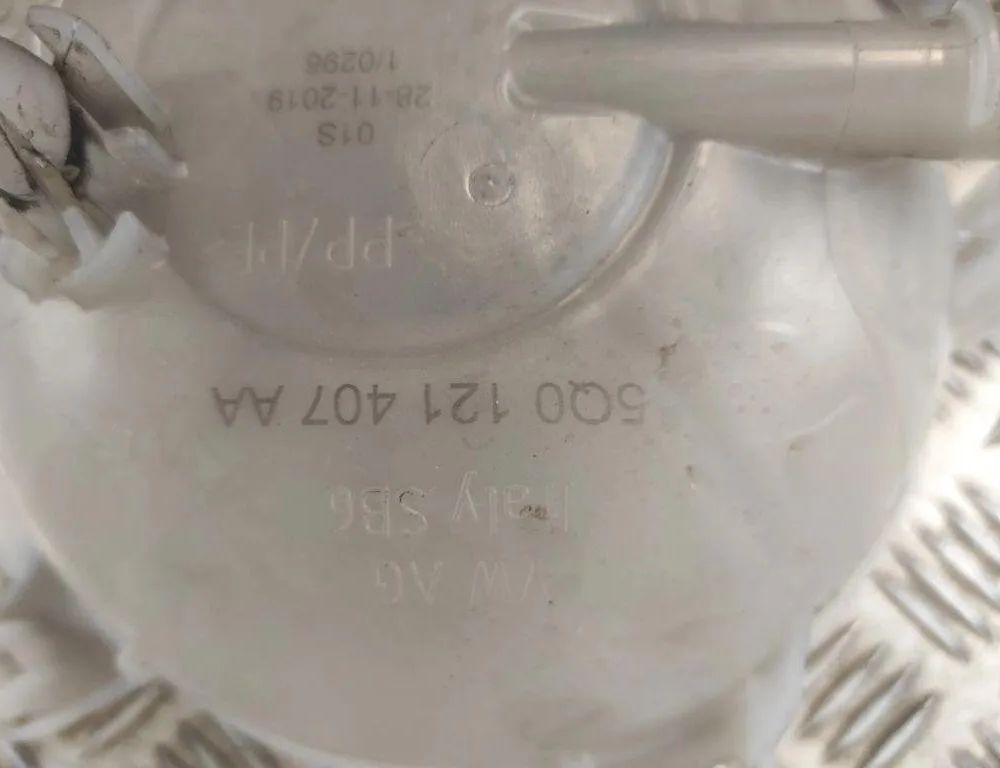 VW AG
Italy SB6
5Q0 121 407 AA
>PP/PE<
01S
28-11-2019
1/0296